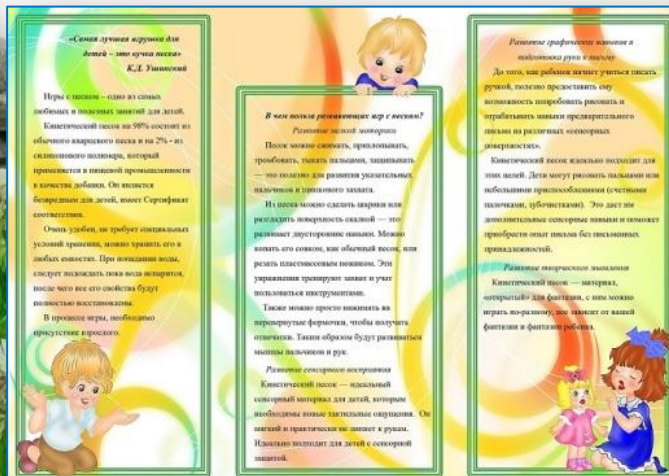 «Самая лучшая игрушка для
детей – это кучка песка»
К.Д. Ушинский
Игры с песком – одно из самых
любимых и полезных занятий для детей.
Кинетический песок на 98% состоит из
обычного кварцевого песка и на 2% - из
силиконового полимера, который
применяется в пищевой промышленности
в качестве добавки. Он является
безвредным для детей, имеет Сертификат
соответствия.
Очень удобен, не требует специальных
условий хранения, можно хранить его в
любых емкостях. При попадании воды,
следует подождать пока вода испарится,
после чего все его свойства будут
полностью восстановлены.
В процессе игры, необходимо
присутствие взрослого.
В чем польза развивающих игр с песком?
Развитие мелкой моторики
Песок можно сжимать, прихлопывать,
тромбовать, тыкать пальцами, защипывать
— это полезно для развития указательных
пальчиков и щипкового захвата.
Из песка можно сделать шарики или
разгладить поверхность скалкой — это
развивает двусторонние навыки. Можно
копать его совком, как обычный песок, или
резать пластмассовым ножиком. Эти
упражнения тренируют захват и учат
пользоваться инструментами.
Также можно просто нажимать на
перевернутые формочки, чтобы получить
отпечатки. Таким образом будут развиваться
мышцы пальчиков и рук.
Развитие сенсорного восприятия
Кинетический песок — идеальный
сенсорный материал для детей, которым
необходимы новые тактильные ощущения. Он
мягкий и практически не липнет к рукам.
Идеально подходит для детей с сенсорной
защитой.
Развитие графических навыков и
подготовка руки к письму
До того, как ребенок начнет учиться писать
ручкой, полезно предоставить ему
возможность попробовать рисовать и
отрабатывать навыки предварительного
письма на различных «сенсорных
поверхностях».
Кинетический песок идеально подходит для
этих целей. Дети могут рисовать пальцами или
небольшими приспособлениями (счетными
палочками, зубочистками). Это даст им
дополнительные сенсорные навыки и поможет
приобрести опыт письма без письменных
принадлежностей.
Развитие творческого мышления
Кинетический песок — материал,
«открытый» для фантазии, с ним можно
играть по-разному, все зависит от вашей
фантазии и фантазии ребенка.